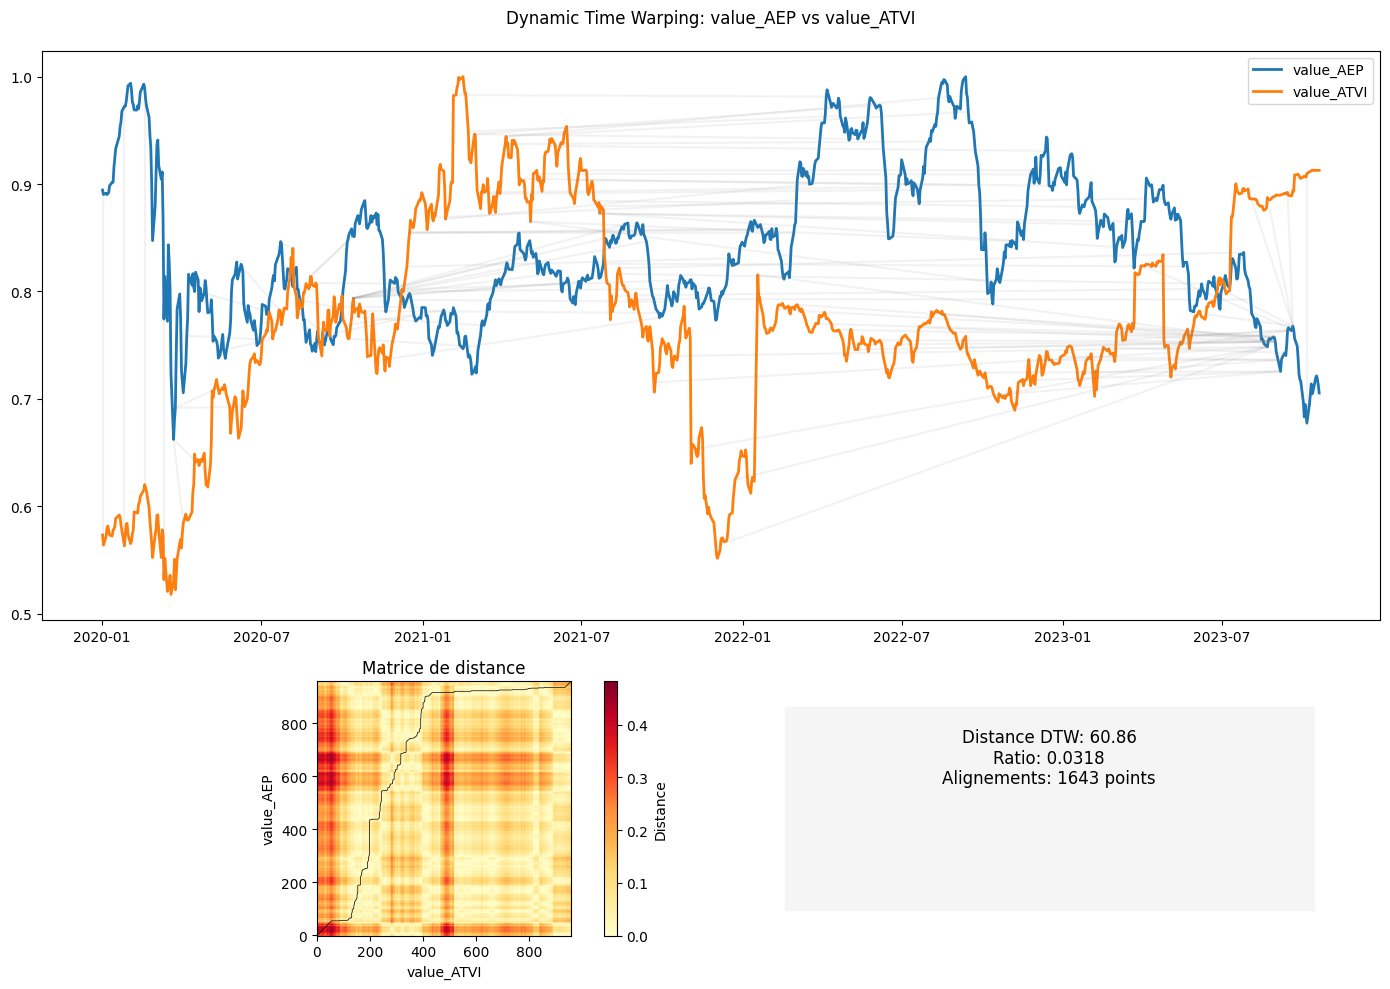 Dynamic Time Warping: value_AEP vs value_ATVI
value_AEP
value_ATVI
1.0
0.9
0.8
0.7
0.6
0.5
2020-01 2020-07 2021-01 2021-07 2022-01 2022-07 2023-01 2023-07
Matrice de distance
value_AEP
800
600
400
200
0
0 200 400 600 800
value_ATVI
0.4
0.3
0.2
0.1
0.0
Distance
Distance DTW: 60.86
Ratio: 0.0318
Alignements: 1643 points